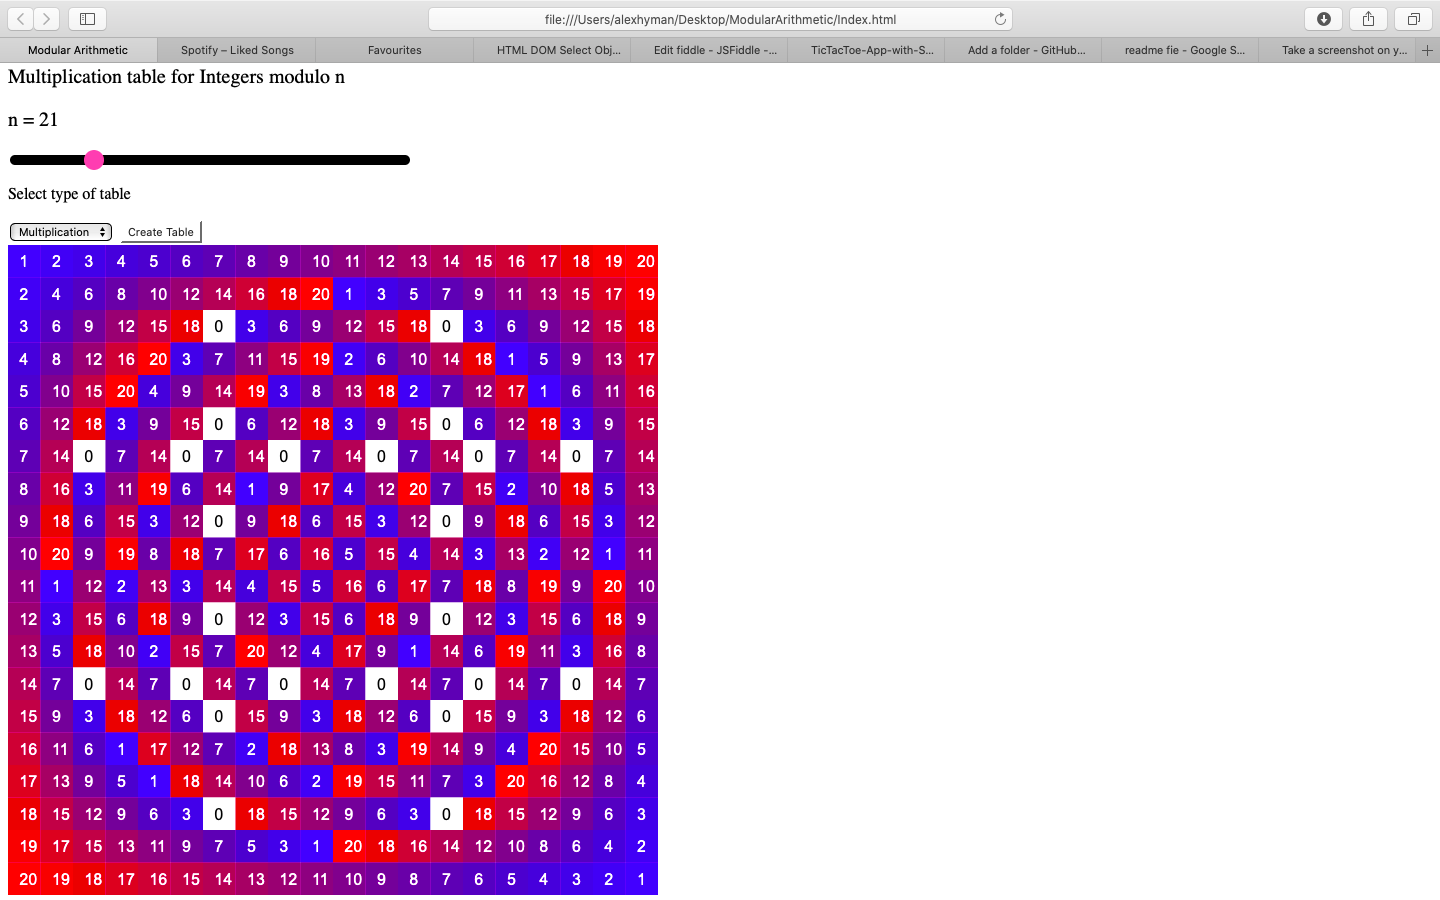 file:///Users/alexhyman/Desktop/ModularArithmetic/Index.html
Modular Arithmetic Spotify – Liked Songs Favourites HTML DOM Select Obj... Edit fiddle - JSFiddle -... TicTacToe-App-with-S... Add a folder - GitHub... readme fie - Google S... Take a screenshot on y...
Multiplication table for Integers modulo n
n = 21
Select type of table
Multiplication Create Table
1 2 3 4 5 6 7 8 9 10 11 12 13 14 15 16 17 18 19 20
2 4 6 8 10 12 14 16 18 20 1 3 5 7 9 11 13 15 17 19
3 6 9 12 15 18 0 3 6 9 12 15 18 0 3 6 9 12 15 18
4 8 12 16 20 3 7 11 15 19 2 6 10 14 18 1 5 9 13 17
5 10 15 20 4 9 14 19 3 8 13 18 2 7 12 17 1 6 11 16
6 12 18 3 9 15 0 6 12 18 3 9 15 0 6 12 18 3 9 15
7 14 0 7 14 0 7 14 0 7 14 0 7 14 0 7 14 0 7 14
8 16 3 11 19 6 14 1 9 17 4 12 20 7 15 2 10 18 5 13
9 18 6 15 3 12 0 9 18 6 15 3 12 0 9 18 6 15 3 12
10 20 9 19 8 18 7 17 6 16 5 15 4 14 3 13 2 12 1 11
11 1 12 2 13 3 14 4 15 5 16 6 17 7 18 8 19 9 20 10
12 3 15 6 18 9 0 12 3 15 6 18 9 0 12 3 15 6 18 9
13 5 18 10 2 15 7 20 12 4 17 9 1 14 6 19 11 3 16 8
14 7 0 14 7 0 14 7 0 14 7 0 14 7 0 14 7 0 14 7
15 9 3 18 12 6 0 15 9 3 18 12 6 0 15 9 3 18 12 6
16 11 6 1 17 12 7 2 18 13 8 3 19 14 9 4 20 15 10 5
17 13 9 5 1 18 14 10 6 2 19 15 11 7 3 20 16 12 8 4
18 15 12 9 6 3 0 18 15 12 9 6 3 0 18 15 12 9 6 3
19 17 15 13 11 9 7 5 3 1 20 18 16 14 12 10 8 6 4 2
20 19 18 17 16 15 14 13 12 11 10 9 8 7 6 5 4 3 2 1